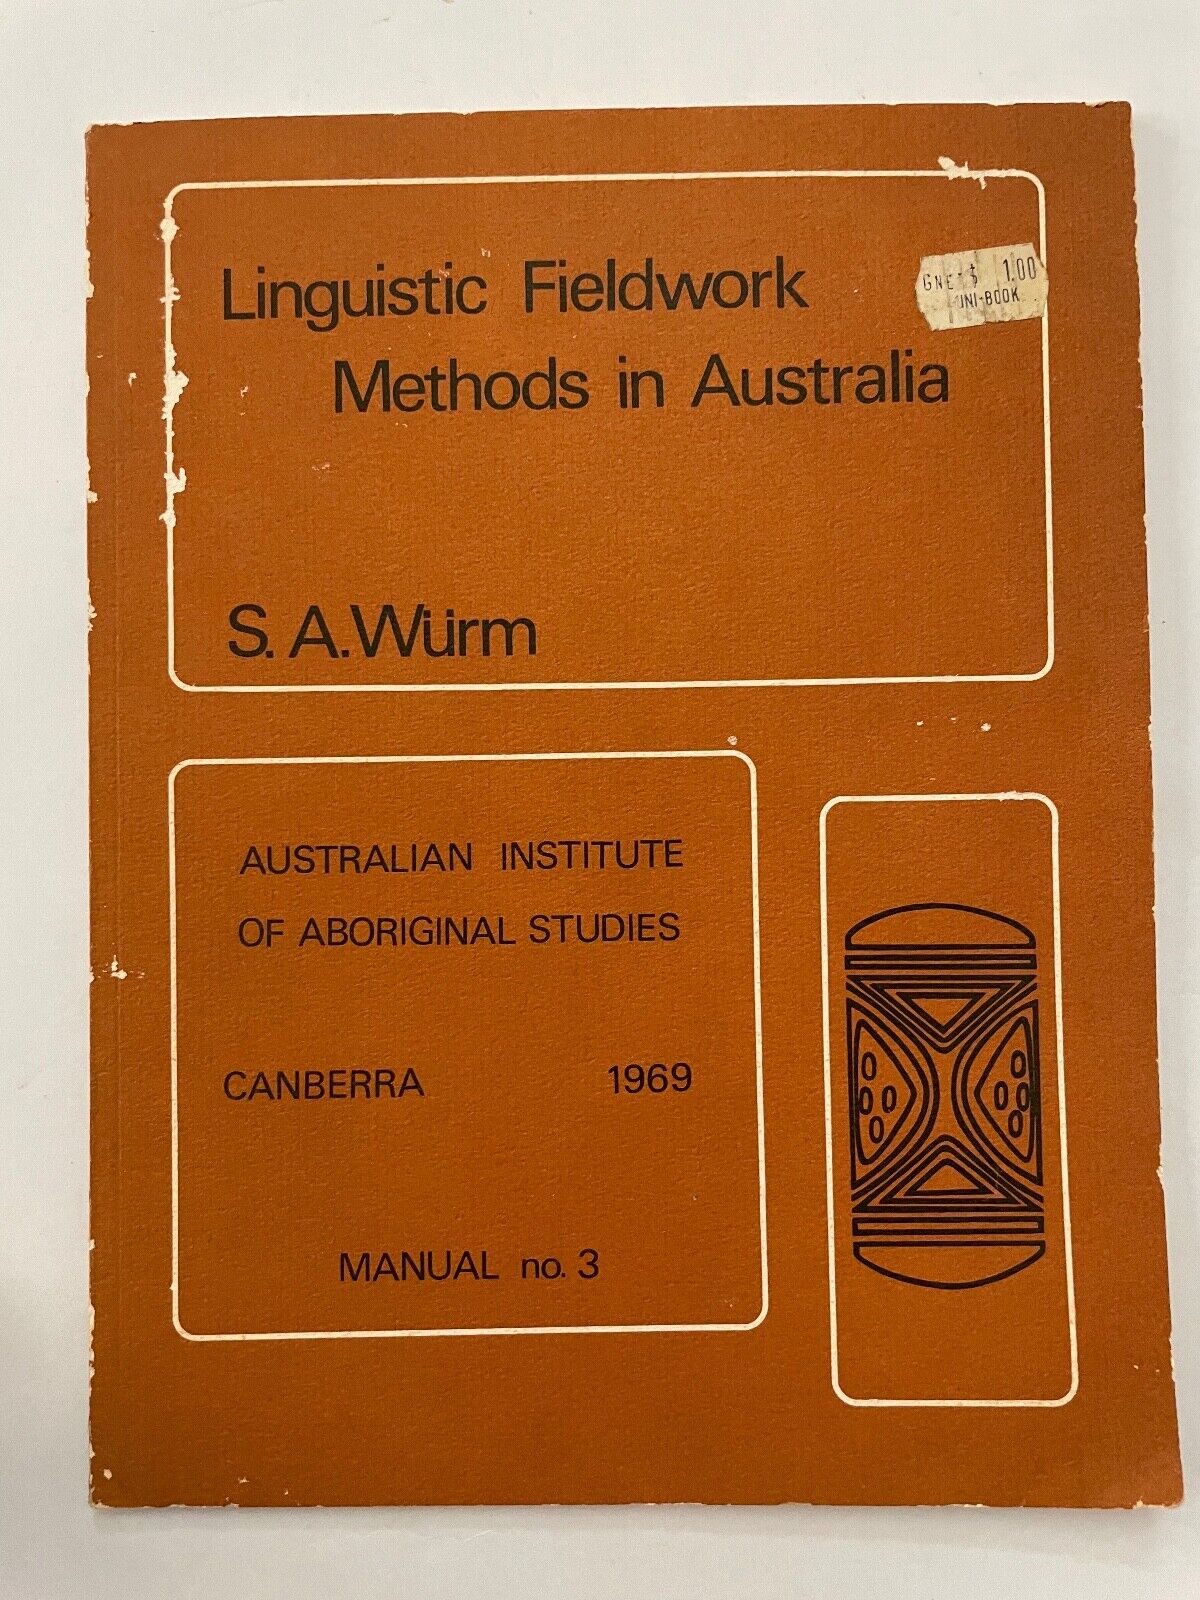 Linguistic Fieldwork
Methods in Australia
$ 1.00
UNI-BOOK
S. A. Würm
AUSTRALIAN INSTITUTE
OF ABORIGINAL STUDIES
CANBERRA 1969
MANUAL no. 3